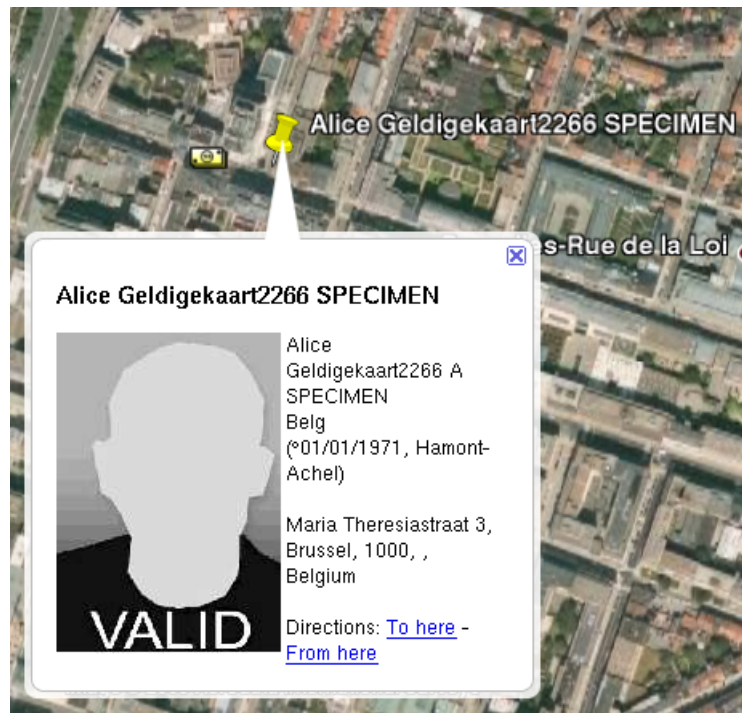 Alice Geldigekaart2266 SPECIMEN
s-Rue de la Loi
Alice Geldigekaart2266 SPECIMEN
Alice
Geldigekaart2266 A
SPECIMEN
Belg
(°01/01/1971, Hamont-
Achel)
Maria Theresiastraat 3,
Brussel, 1000, ,
Belgium
VALID
Directions: To here -
From here